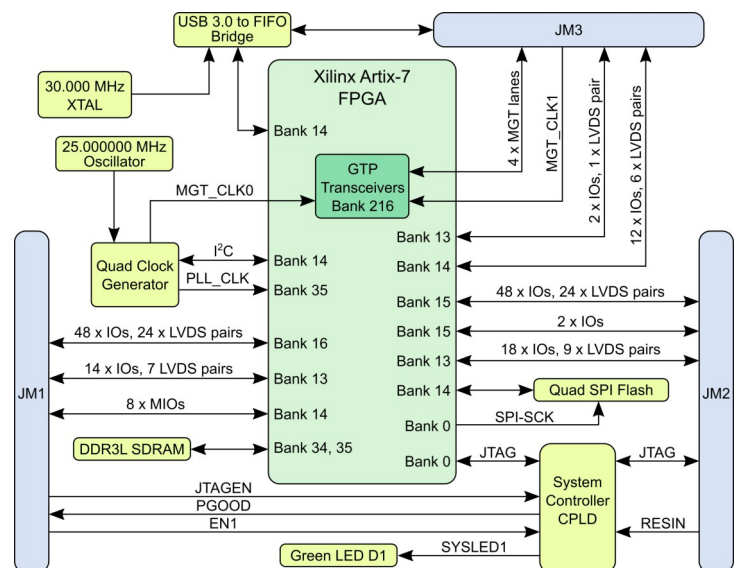 USB 3.0 to FIFO
Bridge
JM3
30.000 MHz
XTAL
Xilinx Artix-7
FPGA
Bank 14
25.000000 MHz
Oscillator
4 x MGT lanes
MGT_CLK1
2 x IOs, 1 x LVDS pair
12 x IOs, 6 x LVDS pairs
GTP
Transceivers
Bank 216
MGT_CLK0
Quad Clock
Generator
I²C
Bank 14
PLL_CLK
Bank 35
Bank 13
Bank 14
Bank 15
48 x IOs, 24 x LVDS pairs
48 x IOs, 24 x LVDS pairs
Bank 16
Bank 15
2 x IOs
14 x IOs, 7 LVDS pairs
Bank 13
Bank 13
18 x IOs, 9 x LVDS pairs
JM1
8 x MIOs
Bank 14
Bank 14
Quad SPI Flash
JM2
Bank 0
SPI-SCK
DDR3L SDRAM
Bank 34, 35
Bank 0
JTAG
JTAG
System
Controller
CPLD
JTAGEN
PGOOD
EN1
RESIN
Green LED D1
SYSLED1